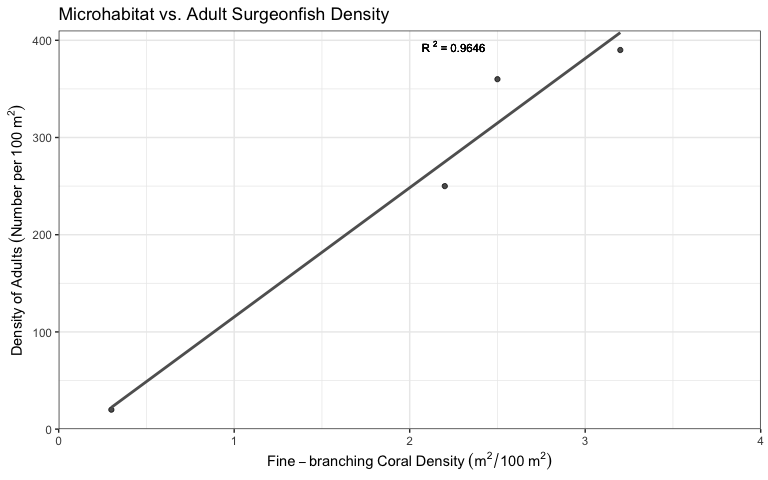 Microhabitat vs. Adult Surgeonfish Density
R² = 0.9646
Density of Adults (Number per 100 m²)
400
300
200
100
0
0 1 2 3 4
Fine – branching Coral Density (m²/100 m²)